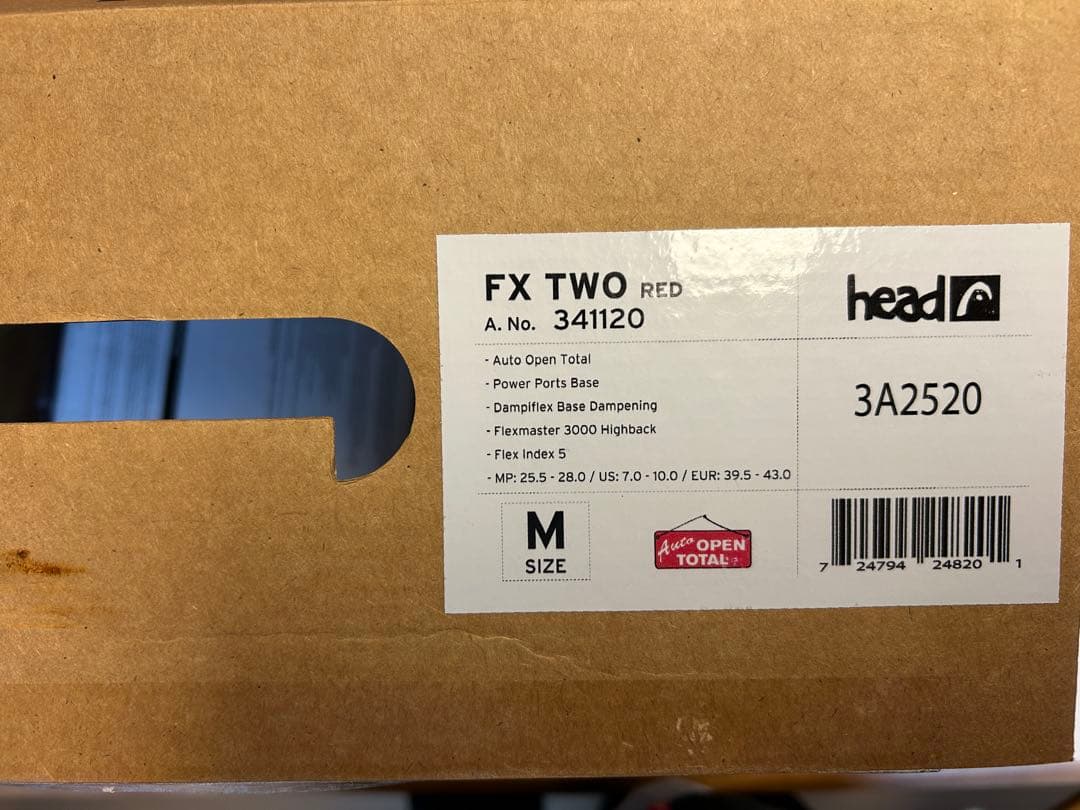 FX TWO RED
A. No. 341120
head
- Auto Open Total
- Power Ports Base
- Dampiflex Base Dampening
- Flexmaster 3000 Highback
- Flex Index 5
- MP: 25.5 - 28.0 / US: 7.0 - 10.0 / EUR: 39.5 - 43.0
3A2520
M
SIZE
Auto OPEN
TOTAL
7 24794 24820 1